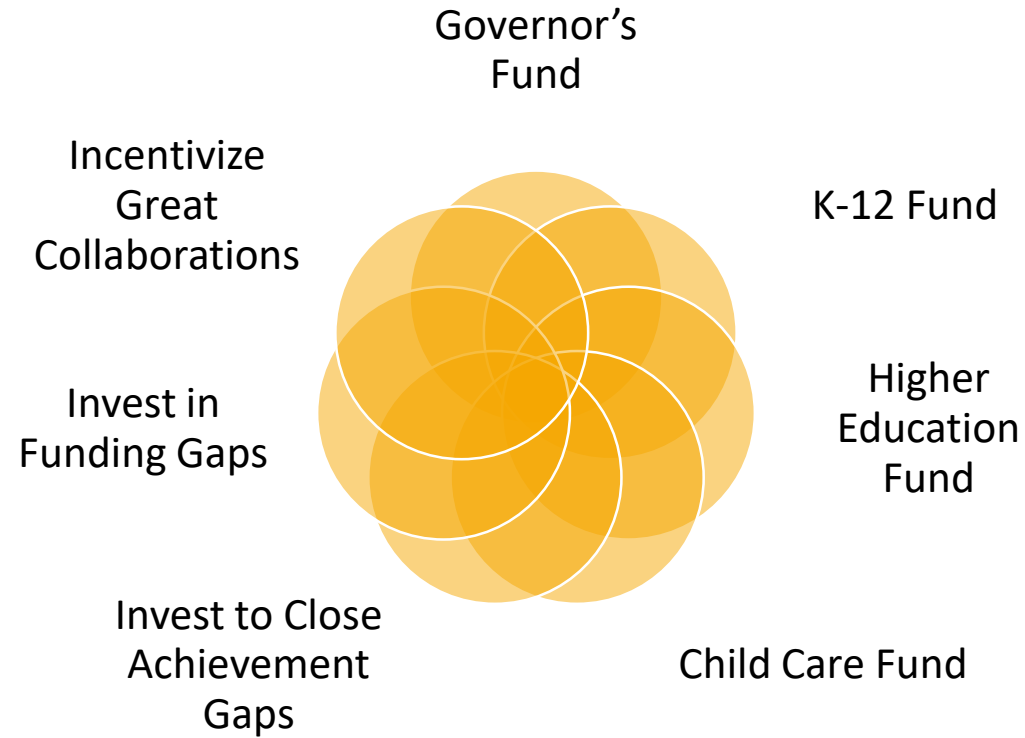 Governor’s
Fund
Incentivize
Great
Collaborations
K-12 Fund
Higher
Education
Fund
Invest in
Funding Gaps
Invest to Close
Achievement
Gaps
Child Care Fund